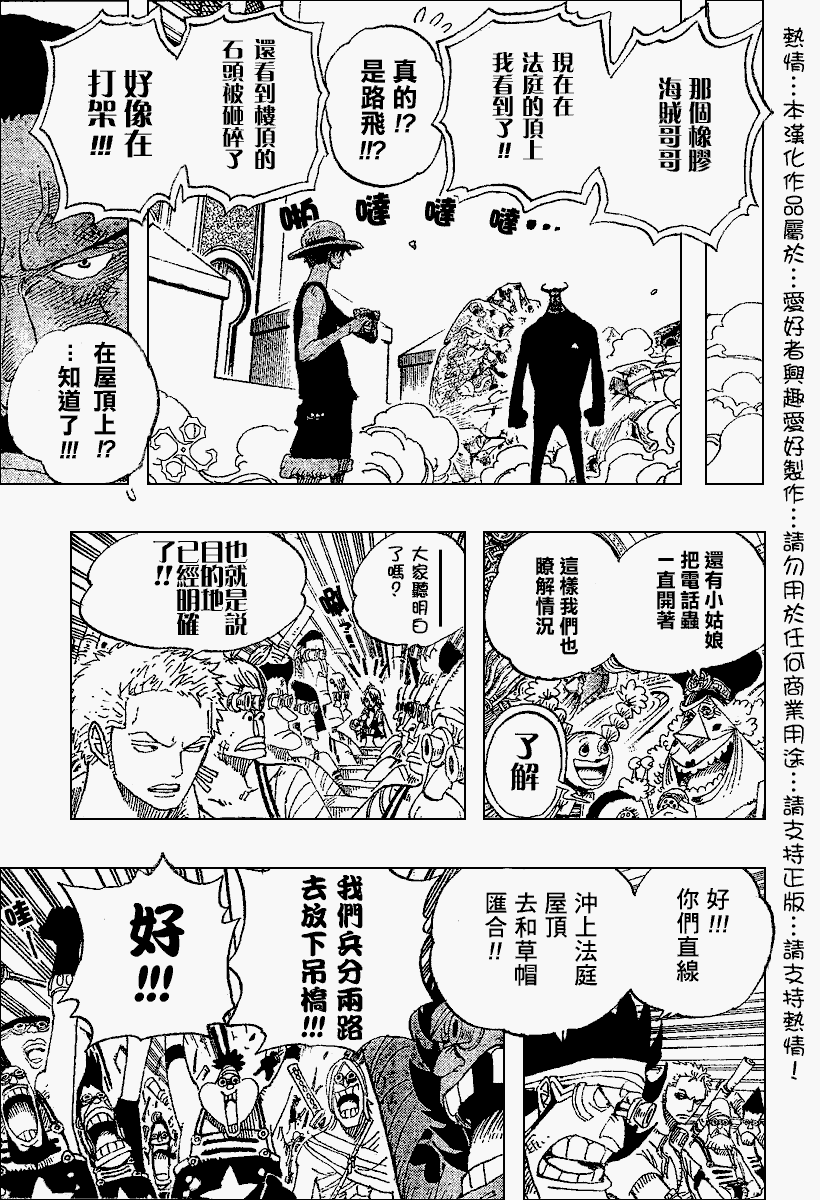 那個橡膠
海賊哥哥
現在在
法庭的頂上
我看到了!!
真的!?
是路飛!!?
還看到樓頂的
石頭被砸碎了
好像在
打架!!!
啪 噠 噠 噠…
在屋頂上!?
…知道了!!!
還有小姑娘
把電話蟲
一直開著
這樣我們也
瞭解情況
了解
大家聽明白
了嗎?
也就是說
目的地
已經明確
了!!
好!!!
你們直線
沖上法庭
屋頂
去和草帽
匯合!!
我們兵分兩路
去放下吊橋!!!
好
!!!
哇
熱情…本漢化作品屬於…愛好者興趣愛好製作…請勿用於任何商業用途…請支持正版…請支持熱情!